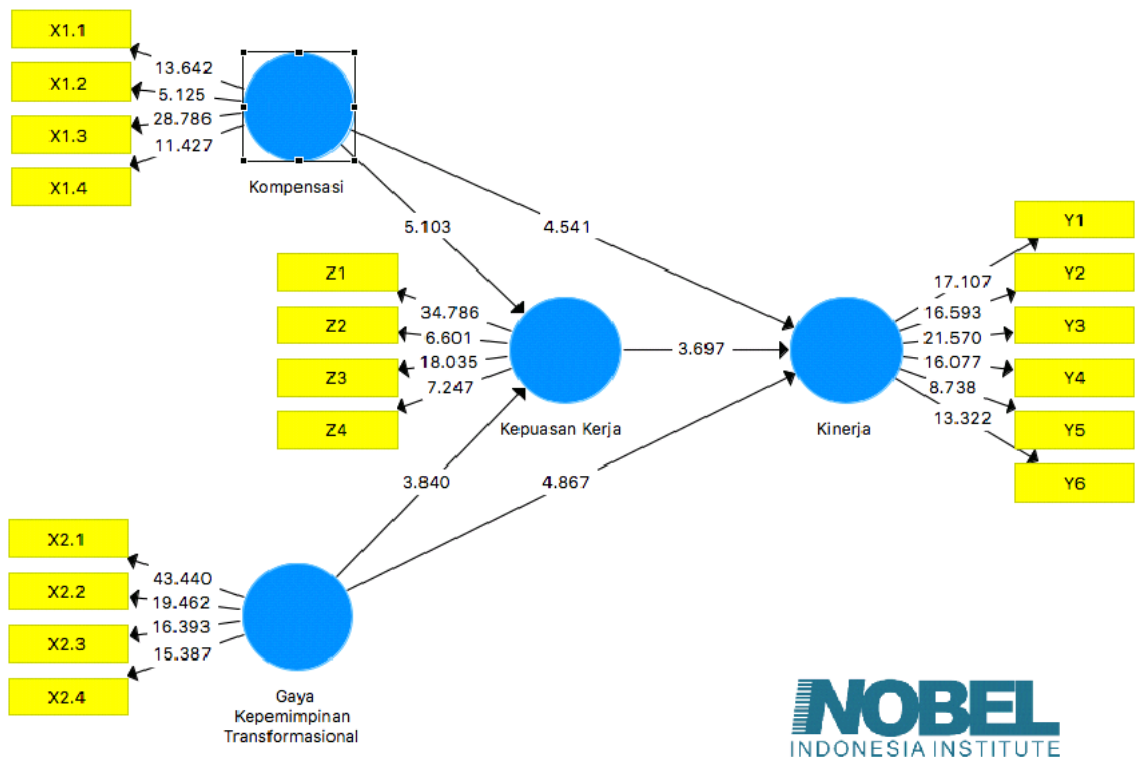 X1.1
13.642
X1.2
5.125
X1.3
28.786
11.427
X1.4
Kompensasi
5.103
4.541
Z1
34.786
Z2
6.601
Z3
18.035
7.247
Z4
Kepuasan Kerja
3.697
Kinerja
Y1
17.107
Y2
16.593
Y3
21.570
16.077
Y4
8.738
13.322
Y5
Y6
3.840
4.867
X2.1
43.440
X2.2
19.462
X2.3
16.393
15.387
X2.4
Gaya
Kepemimpinan
Transformasional
NOBEL
INDONESIA INSTITUTE